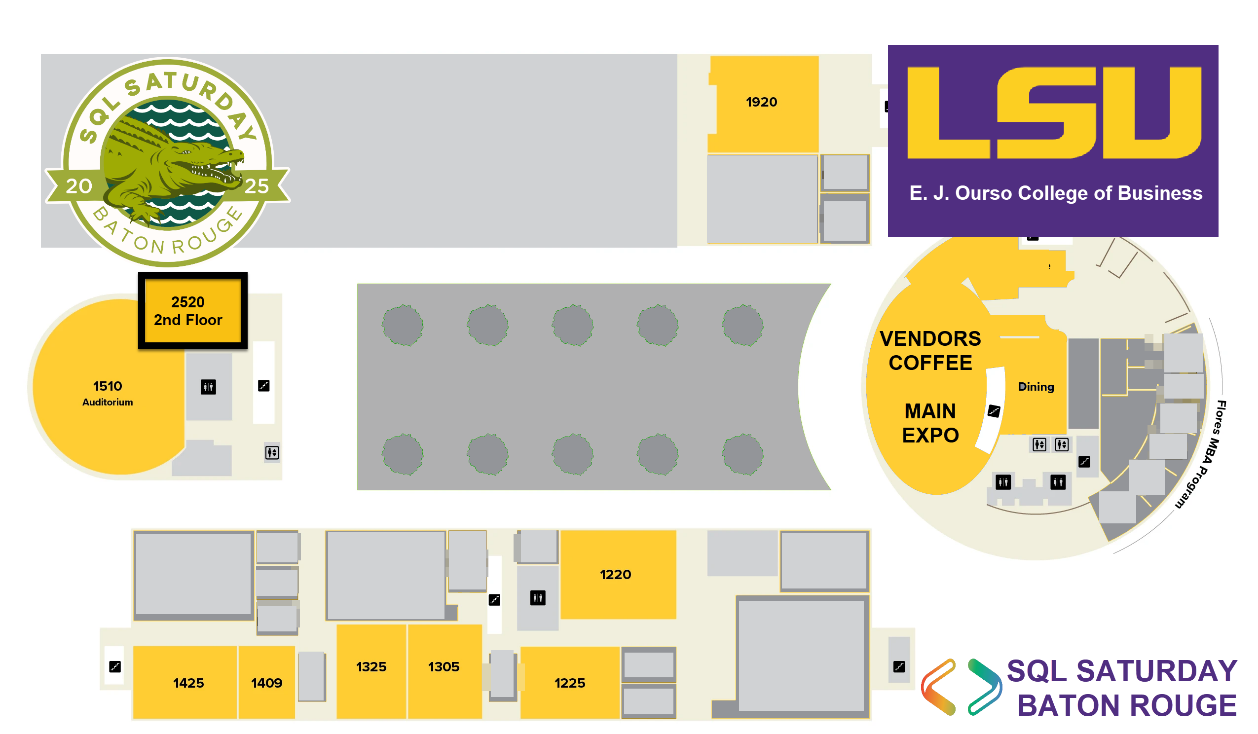 SQL SATURDAY
20 25
BATON ROUGE
1920
LSU
E. J. Ourso College of Business
2520
2nd Floor
1510
Auditorium
VENDORS
COFFEE
MAIN
EXPO
Dining
Flores MBA Program
1220
1425
1409
1325
1305
1225
SQL SATURDAY
BATON ROUGE